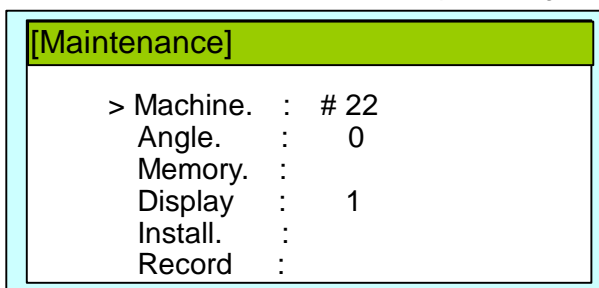 [Maintenance]
> Machine. : # 22
Angle. : 0
Memory. :
Display : 1
Install. :
Record :